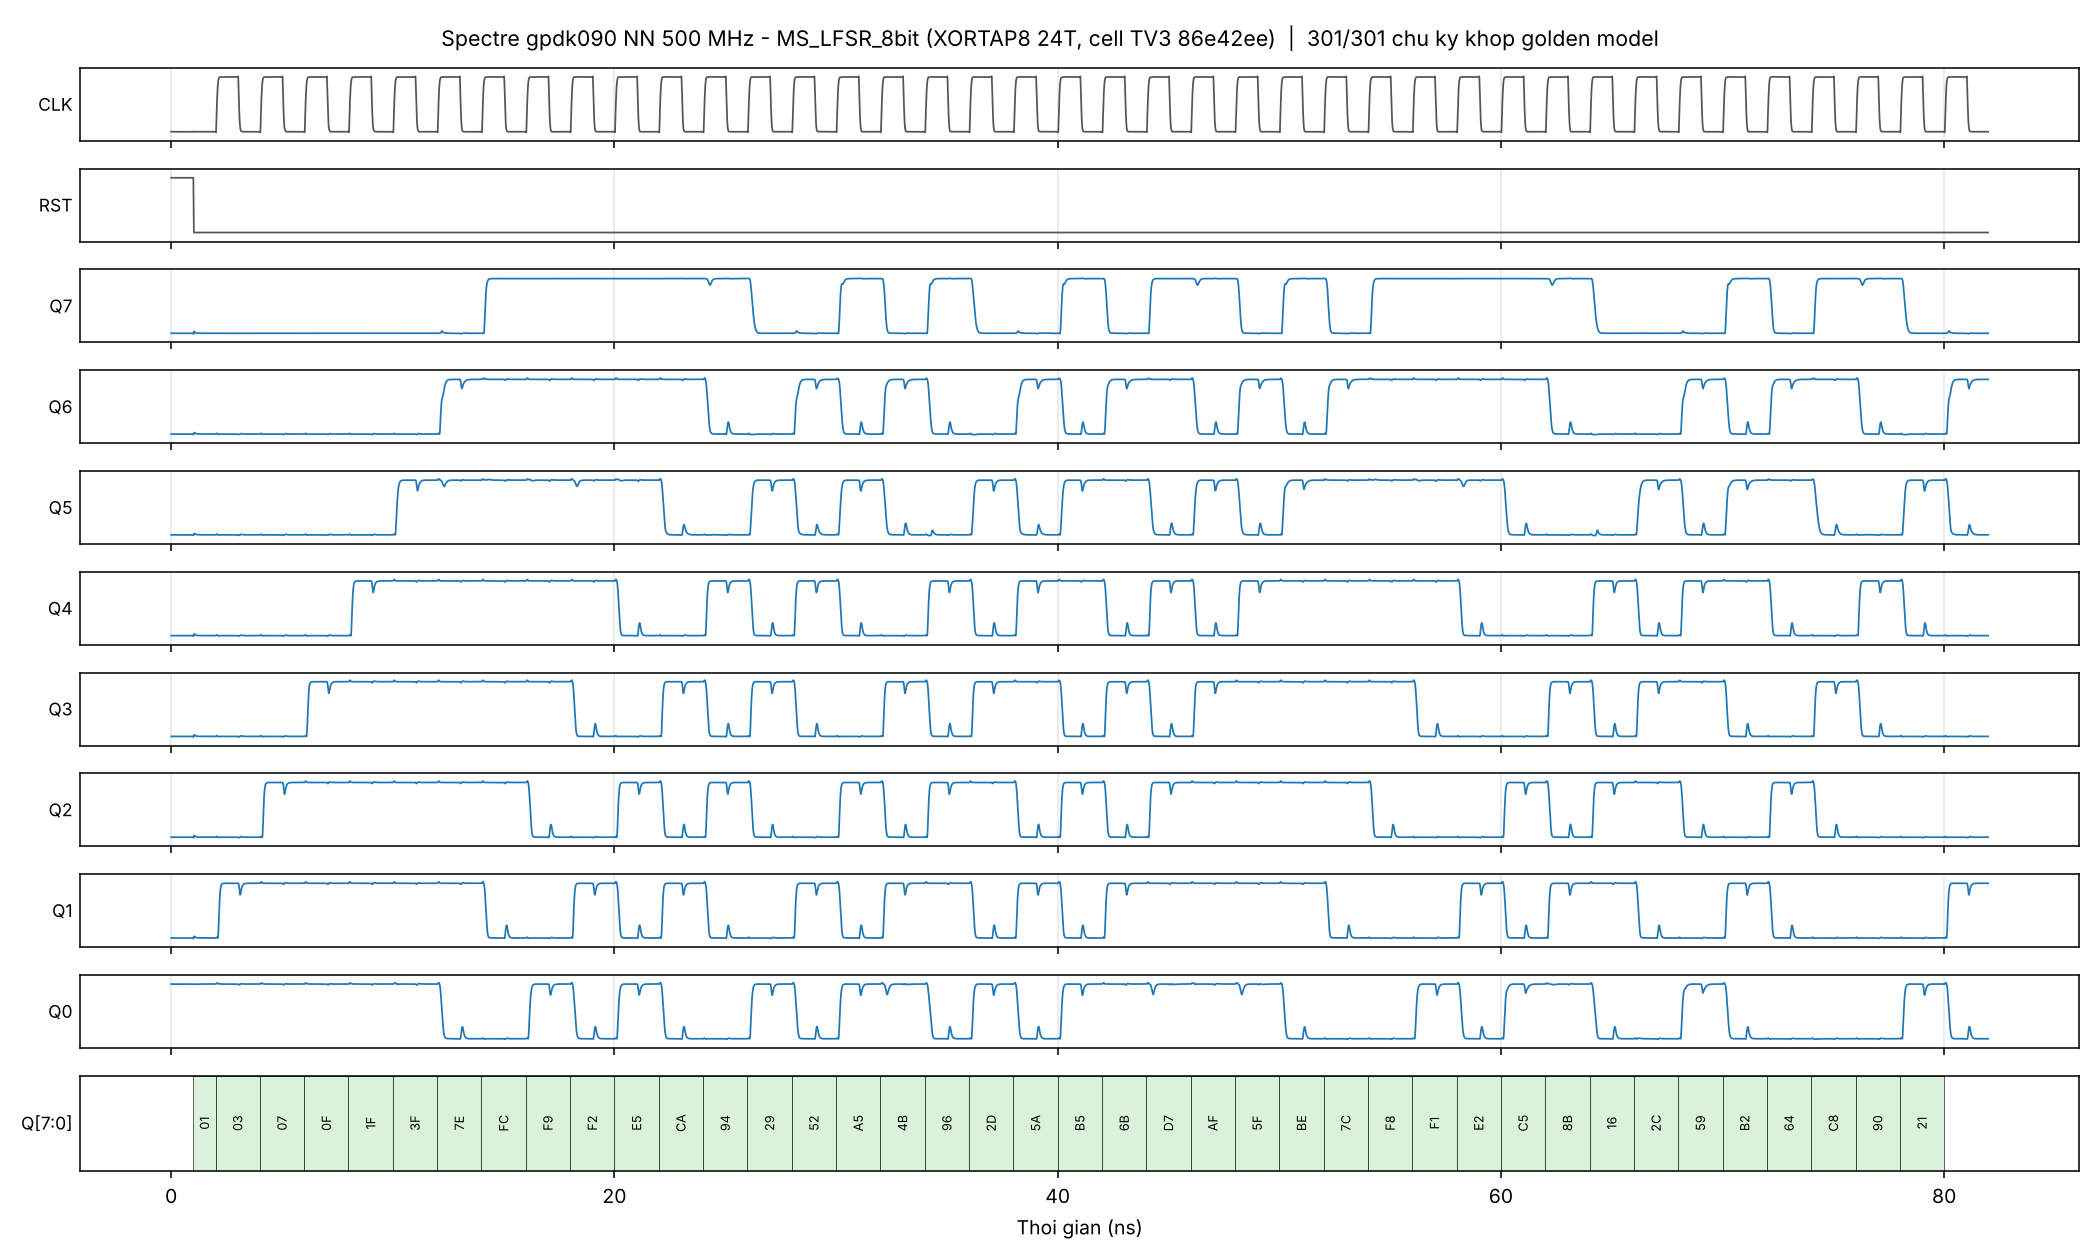 Spectre gpdk090 NN 500 MHz - MS_LFSR_8bit (XORTAP8 24T, cell TV3 86e42ee) | 301/301 chu ky khop golden model
CLK
RST
Q7
Q6
Q5
Q4
Q3
Q2
Q1
Q0
Q[7:0] 01 03 07 0F 1F 3F 7E FC F9 F2 E5 CA 94 29 52 A5 4B 96 2D 5A B5 6B D7 AF 5F BE 7C F8 F1 E2 C5 8B 16 2C 59 B2 64 C8 90 21
0 20 40 60 80
Thoi gian (ns)